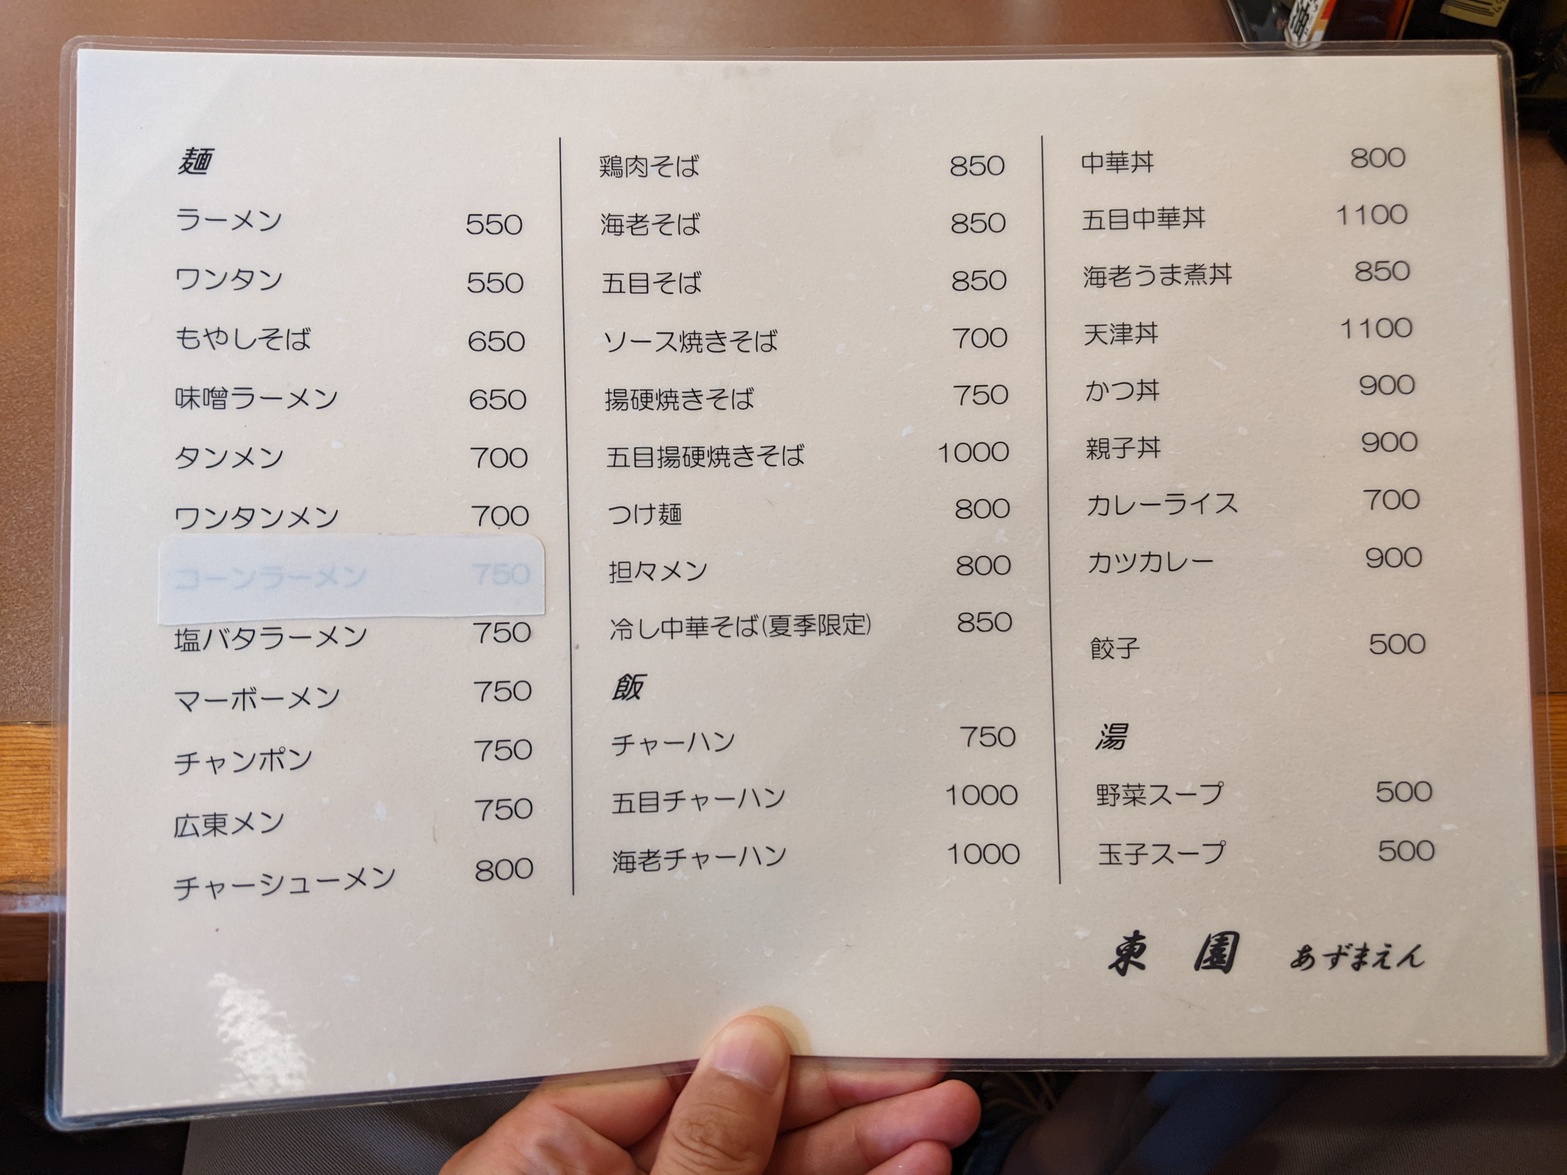 麺
ラーメン 550
ワンタン 550
もやしそば 650
味噌ラーメン 650
タンメン 700
ワンタンメン 700
コーンラーメン 750
塩バタラーメン 750
マーボーメン 750
チャンポン 750
広東メン 750
チャーシューメン 800
鶏肉そば 850
海老そば 850
五目そば 850
ソース焼きそば 700
揚硬焼きそば 750
五目揚硬焼きそば 1000
つけ麺 800
担々メン 800
冷し中華そば(夏季限定) 850
飯
チャーハン 750
五目チャーハン 1000
海老チャーハン 1000
中華丼 800
五目中華丼 1100
海老うま煮丼 850
天津丼 1100
かつ丼 900
親子丼 900
カレーライス 700
カツカレー 900
餃子 500
湯
野菜スープ 500
玉子スープ 500
東園 あずまえん